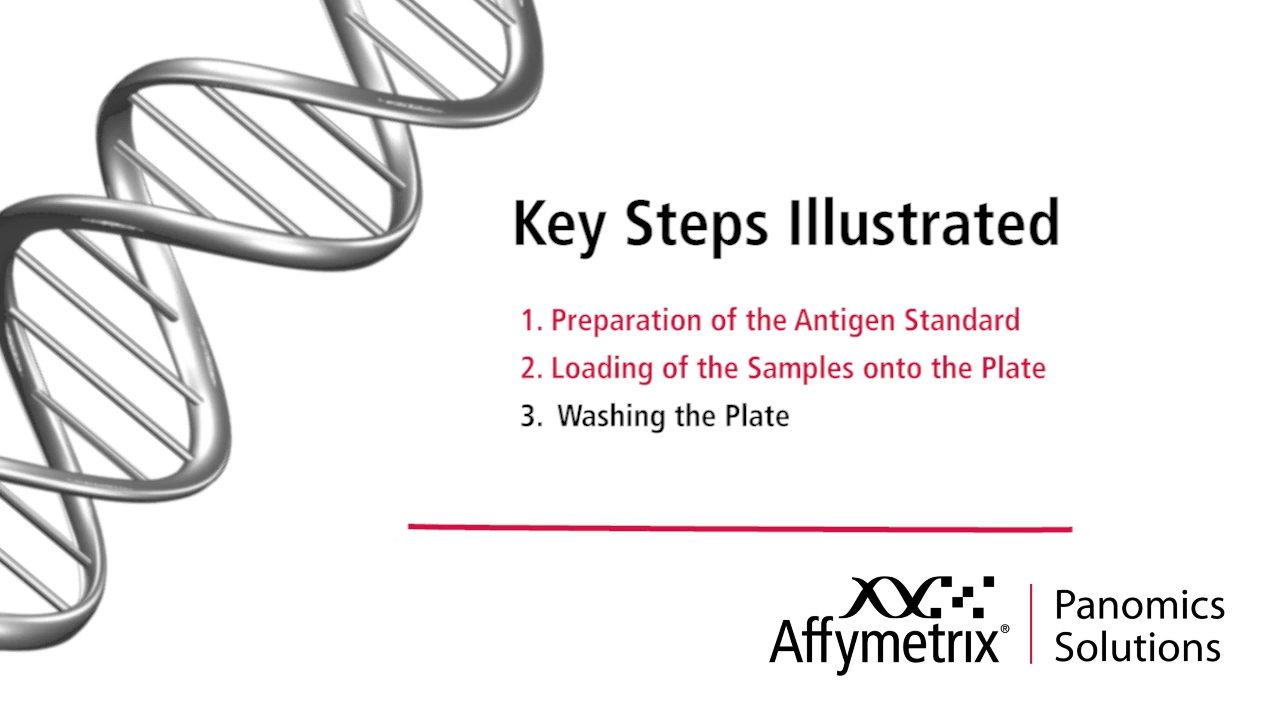 Key Steps Illustrated
1. Preparation of the Antigen Standard
2. Loading of the Samples onto the Plate
3. Washing the Plate
Affymetrix®
Panomics
Solutions